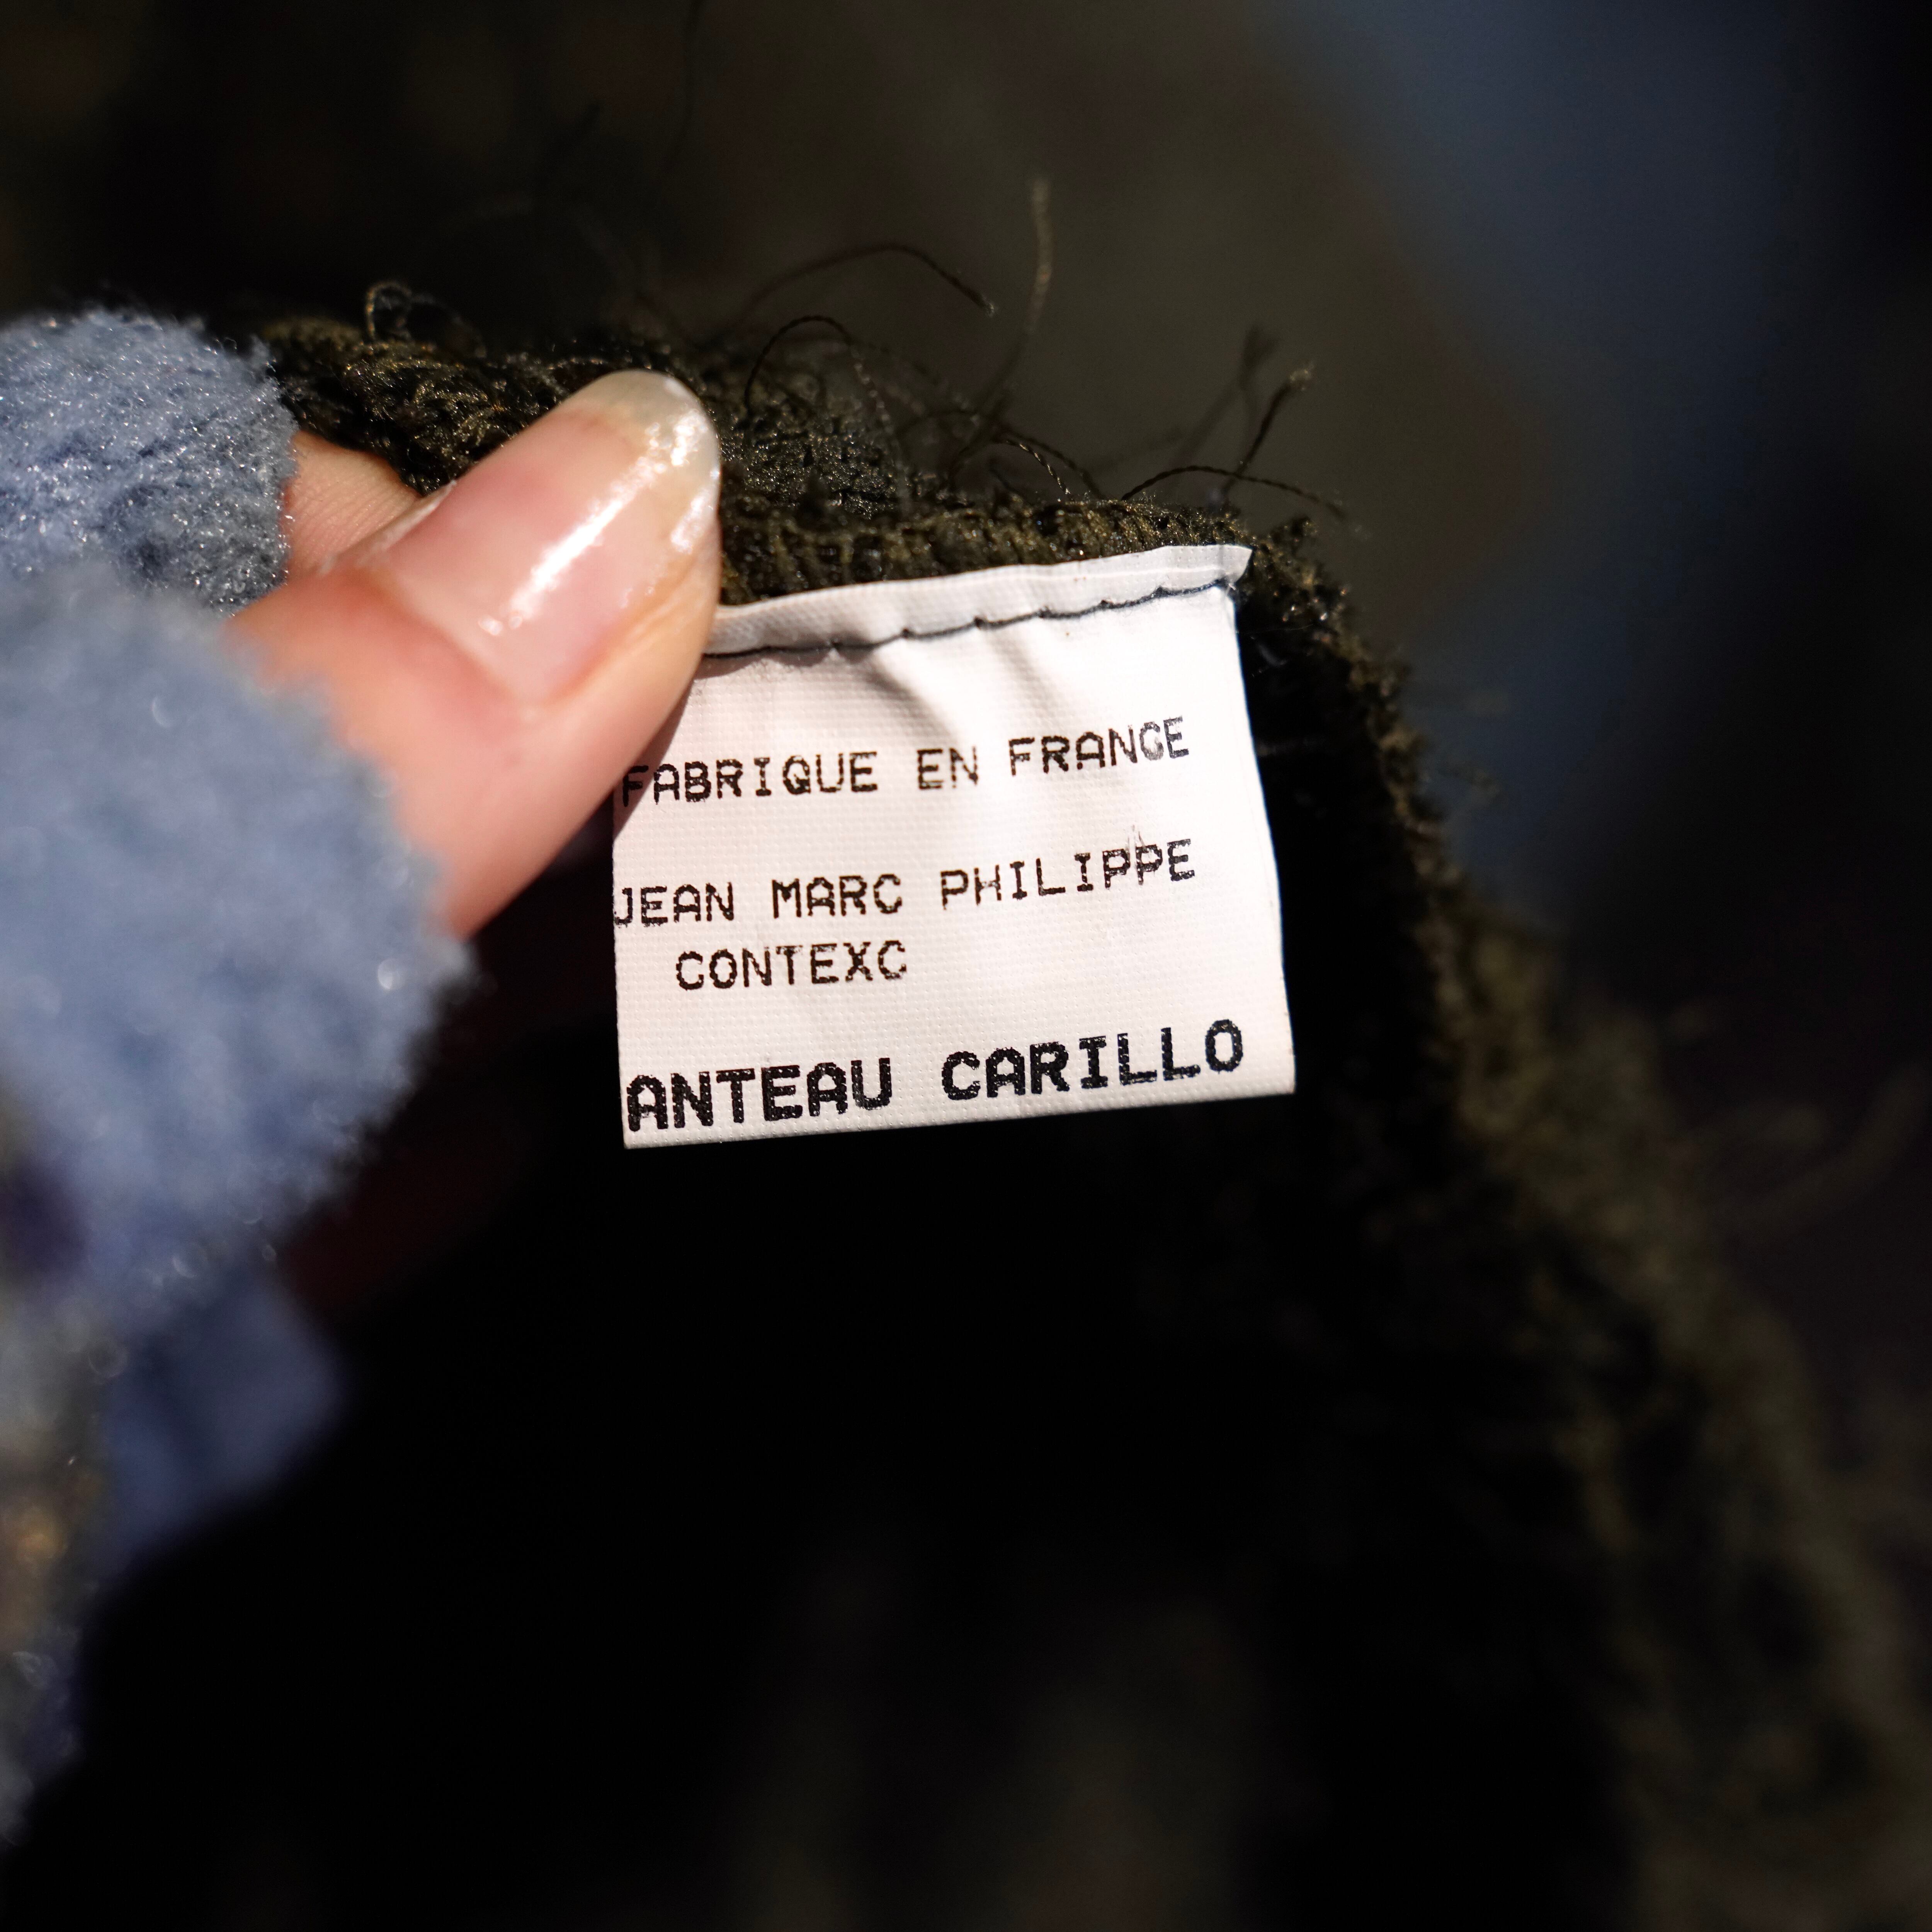 FABRIQUE EN FRANCE
JEAN MARC PHILIPPE
CONTEXC
ANTEAU CARILLO